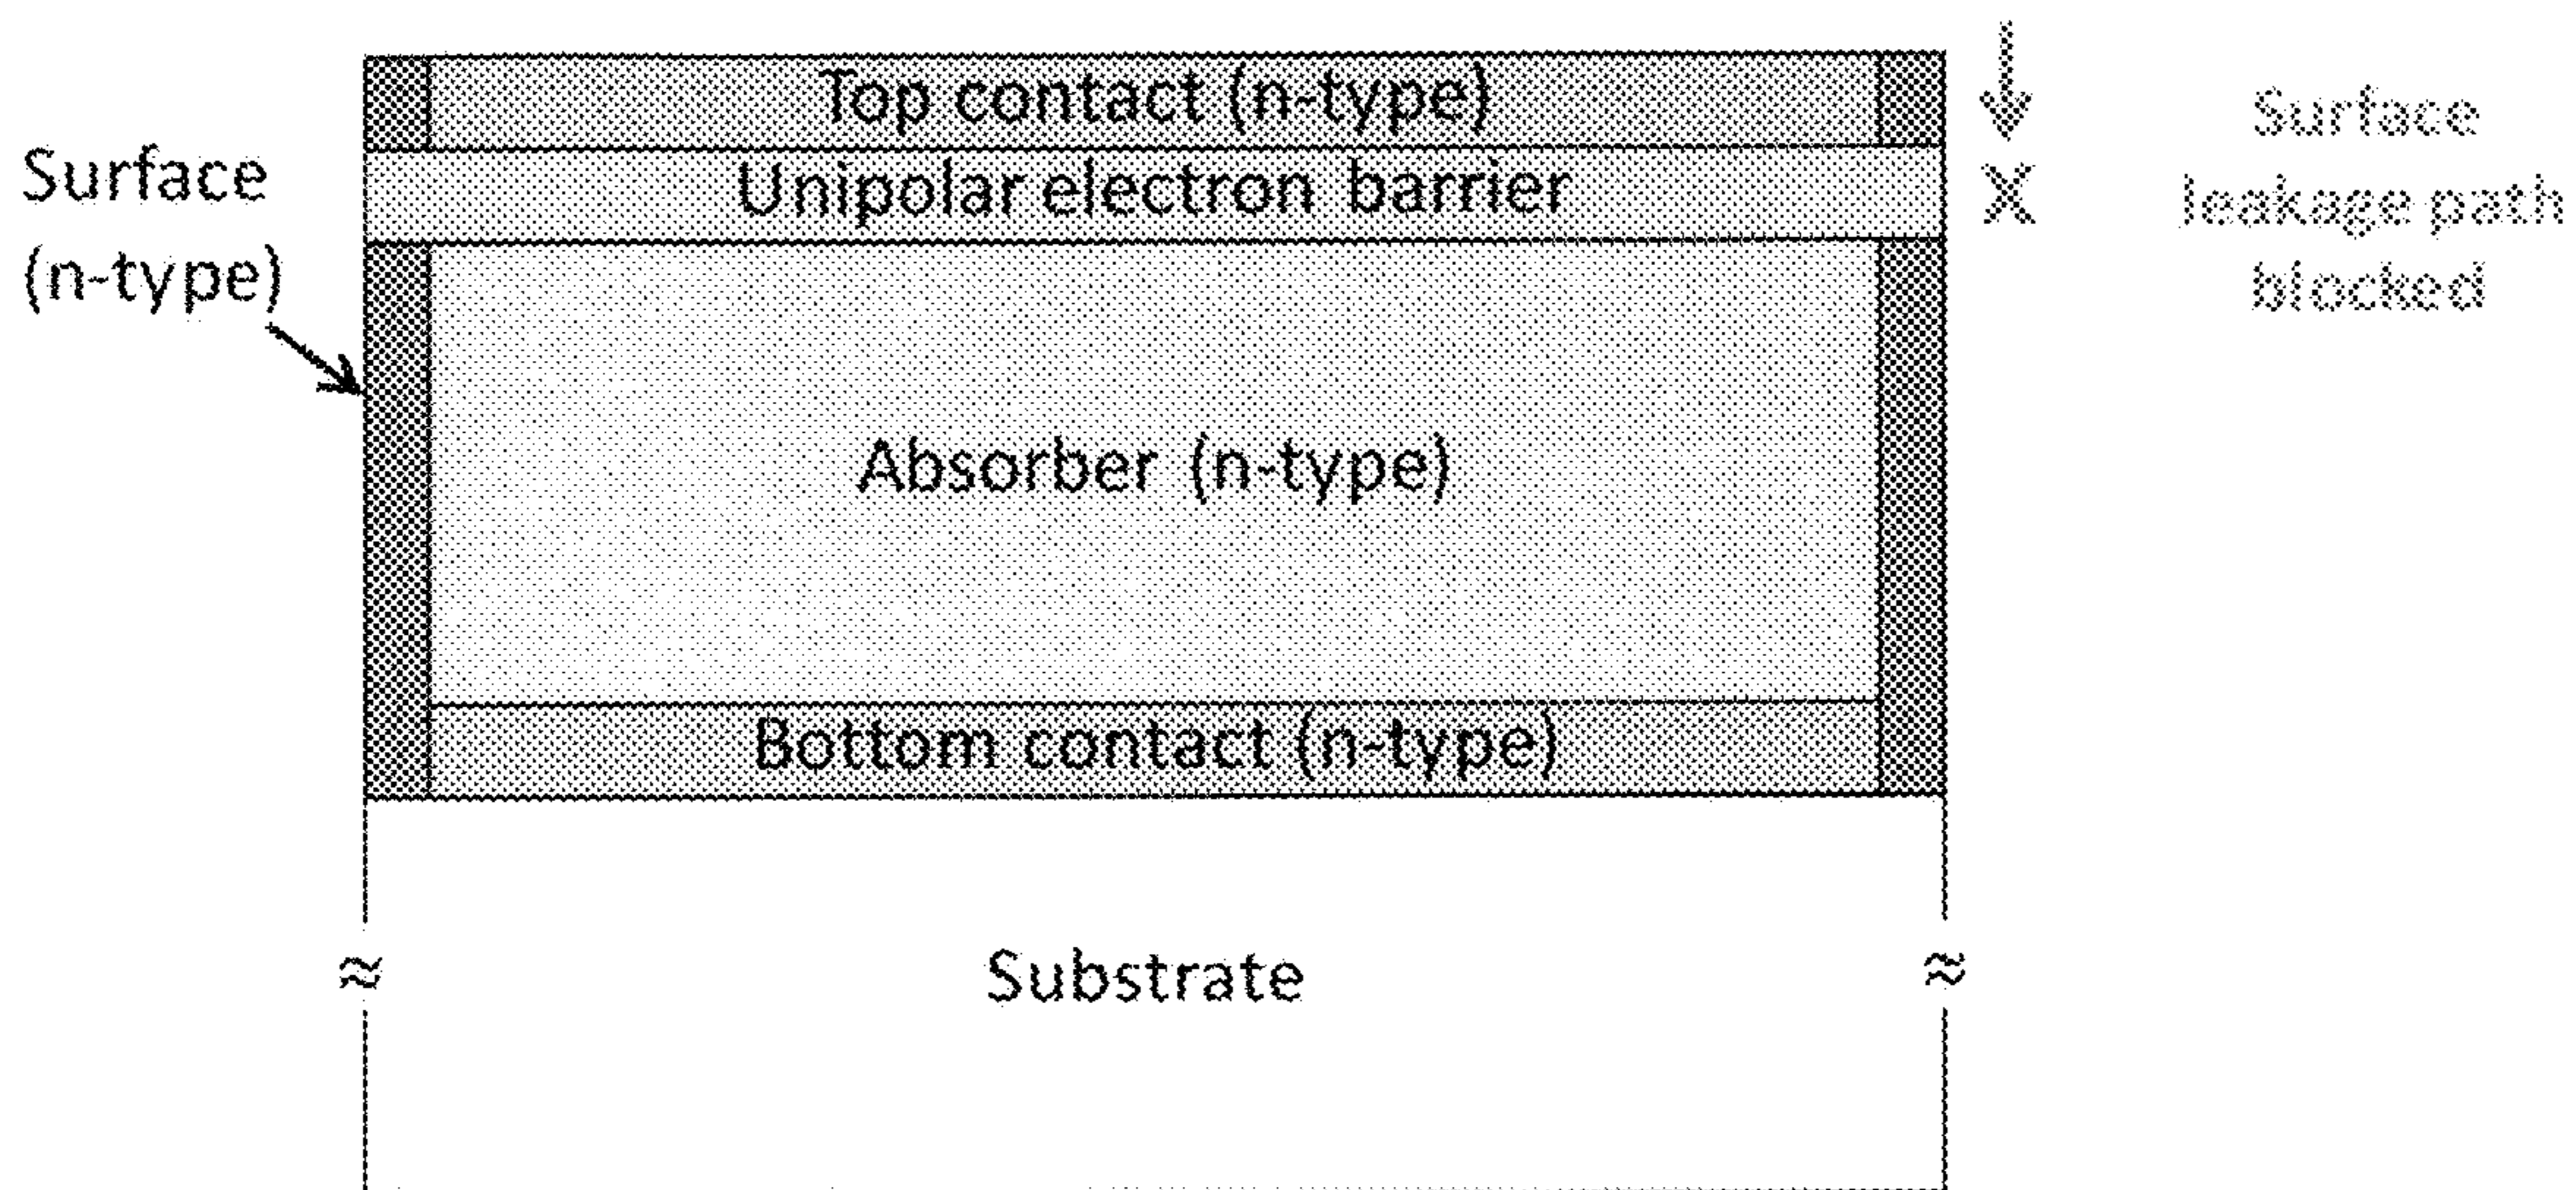 Top contact (n-type)
Unipolar electron barrier
Surface
(n-type)
X
Surface
leakage path
blocked
Absorber (n-type)
Bottom contact (n-type)
≈
Substrate
≈